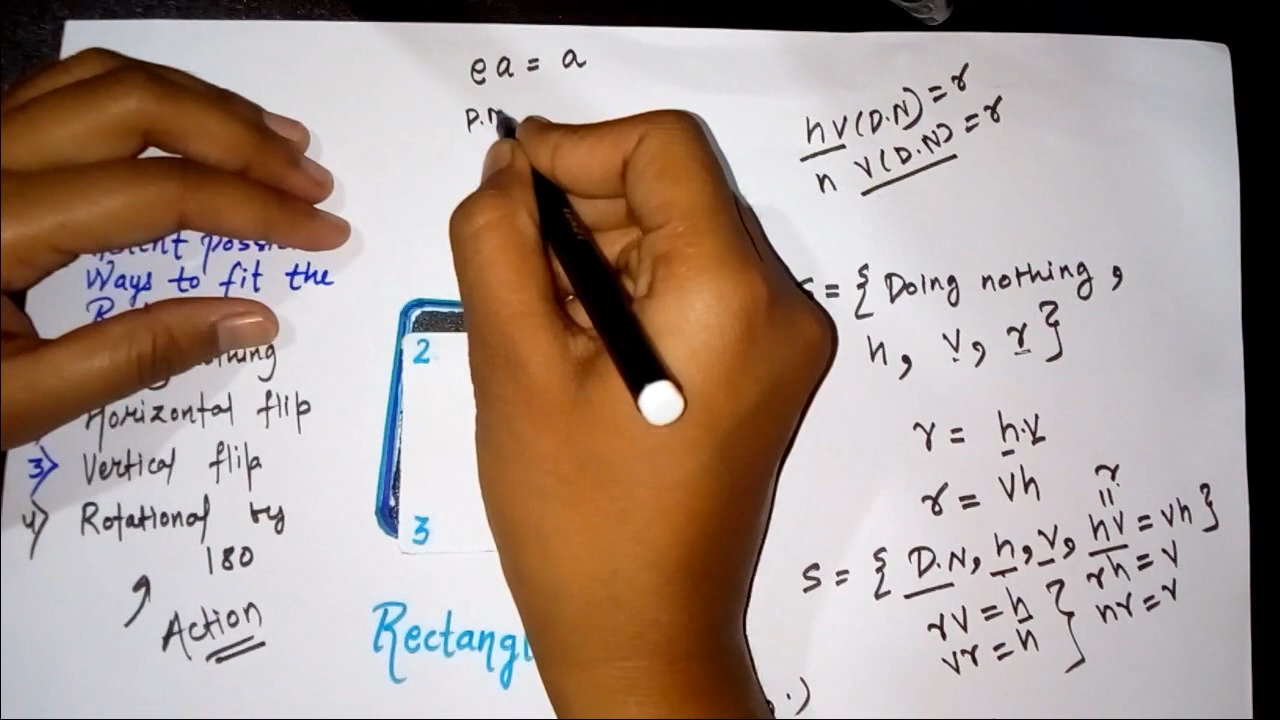 ea = a
hv(D.N) = r
h v(D.N) = r
Ways to fit the
S = { Doing nothing ,
h, v, r }
2
Horizontal flip
3) Vertical flip
4) Rotational by
180
Action
3
r = h.v
r = vh
r
||
S = { D.N, h, v, hv = vh }
rv = h
vr = h
rh = v
hr = v